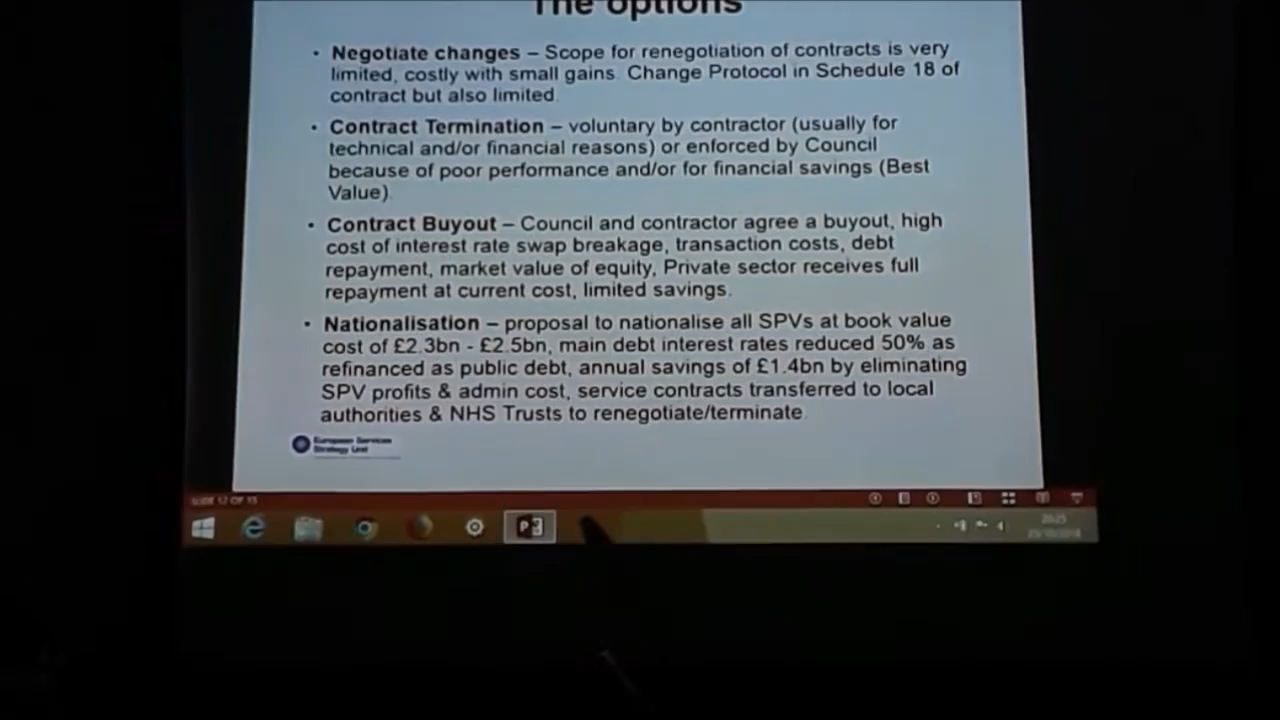 The options
• Negotiate changes – Scope for renegotiation of contracts is very
limited, costly with small gains. Change Protocol in Schedule 18 of
contract but also limited.
• Contract Termination – voluntary by contractor (usually for
technical and/or financial reasons) or enforced by Council
because of poor performance and/or for financial savings (Best
Value).
• Contract Buyout – Council and contractor agree a buyout, high
cost of interest rate swap breakage, transaction costs, debt
repayment, market value of equity, Private sector receives full
repayment at current cost, limited savings.
• Nationalisation – proposal to nationalise all SPVs at book value
cost of £2.3bn - £2.5bn, main debt interest rates reduced 50% as
refinanced as public debt, annual savings of £1.4bn by eliminating
SPV profits & admin cost, service contracts transferred to local
authorities & NHS Trusts to renegotiate/terminate.
European Services
Strategy Unit